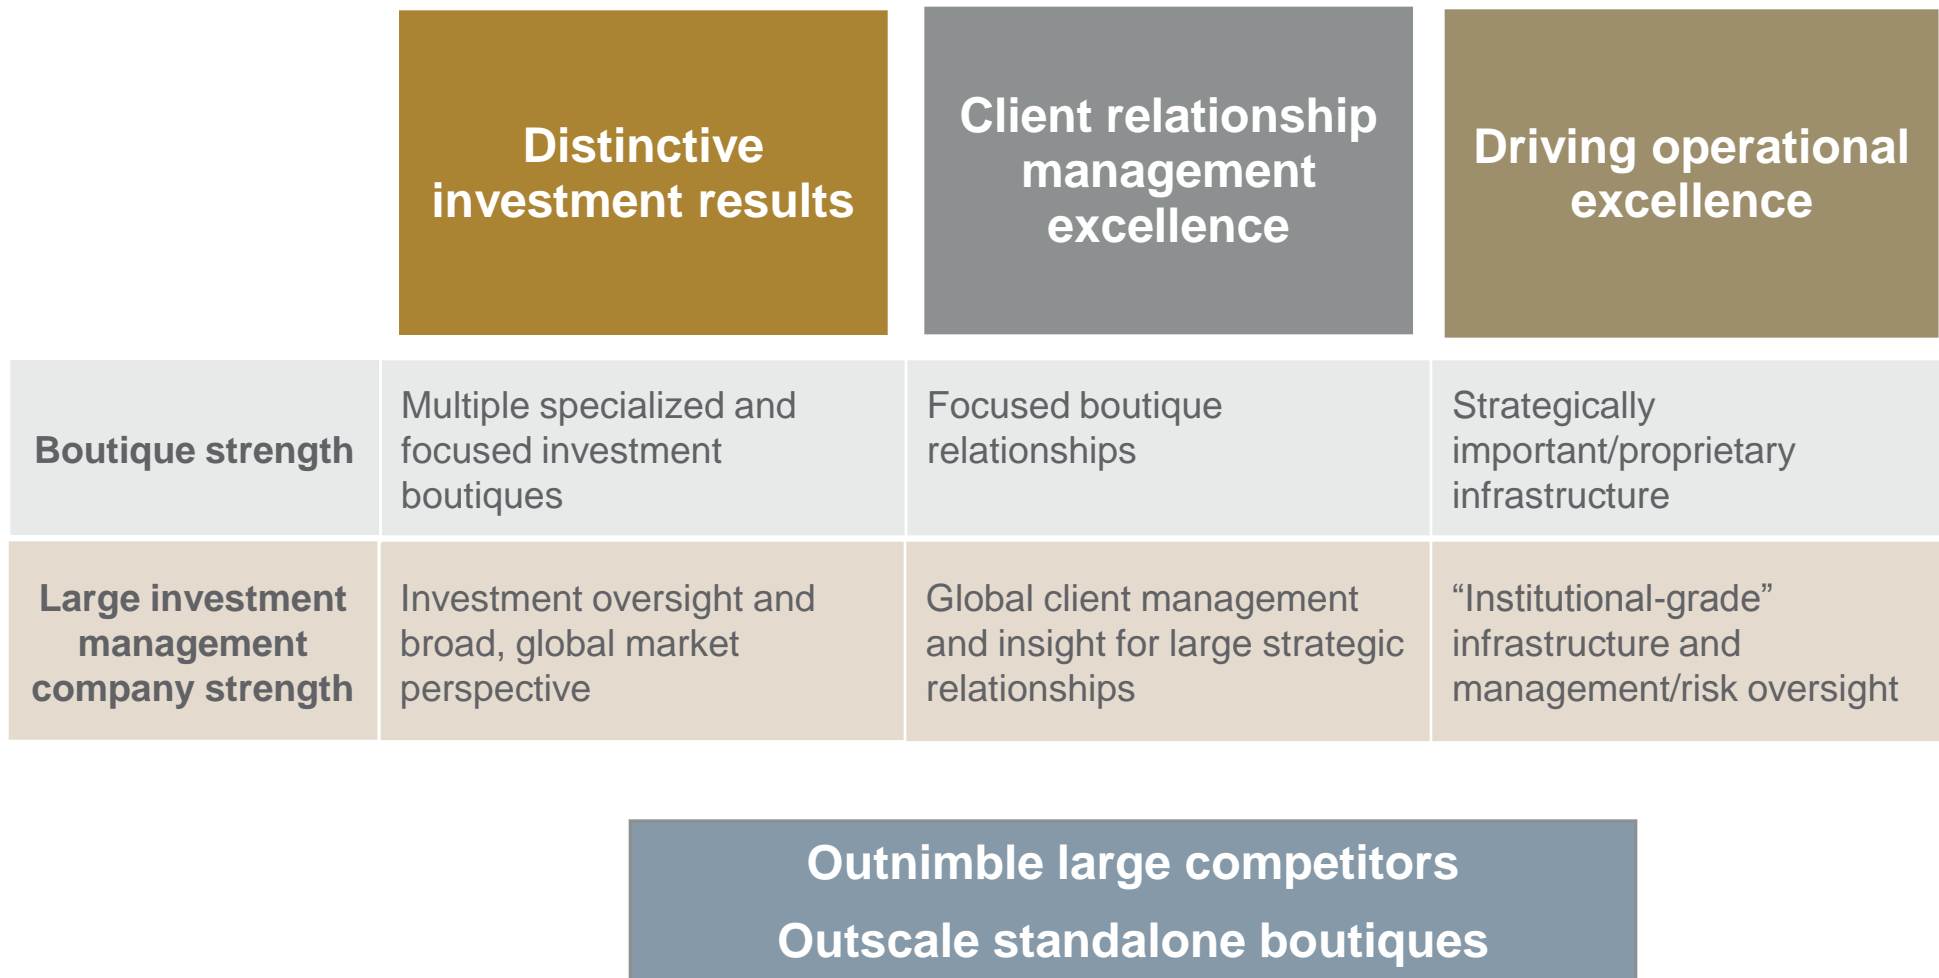 Distinctive
investment results
Client relationship
management
excellence
Driving operational
excellence
Boutique strength
Multiple specialized and
focused investment
boutiques
Focused boutique
relationships
Strategically
important/proprietary
infrastructure
Large investment
management
company strength
Investment oversight and
broad, global market
perspective
Global client management
and insight for large strategic
relationships
“Institutional-grade”
infrastructure and
management/risk oversight
Outnimble large competitors
Outscale standalone boutiques